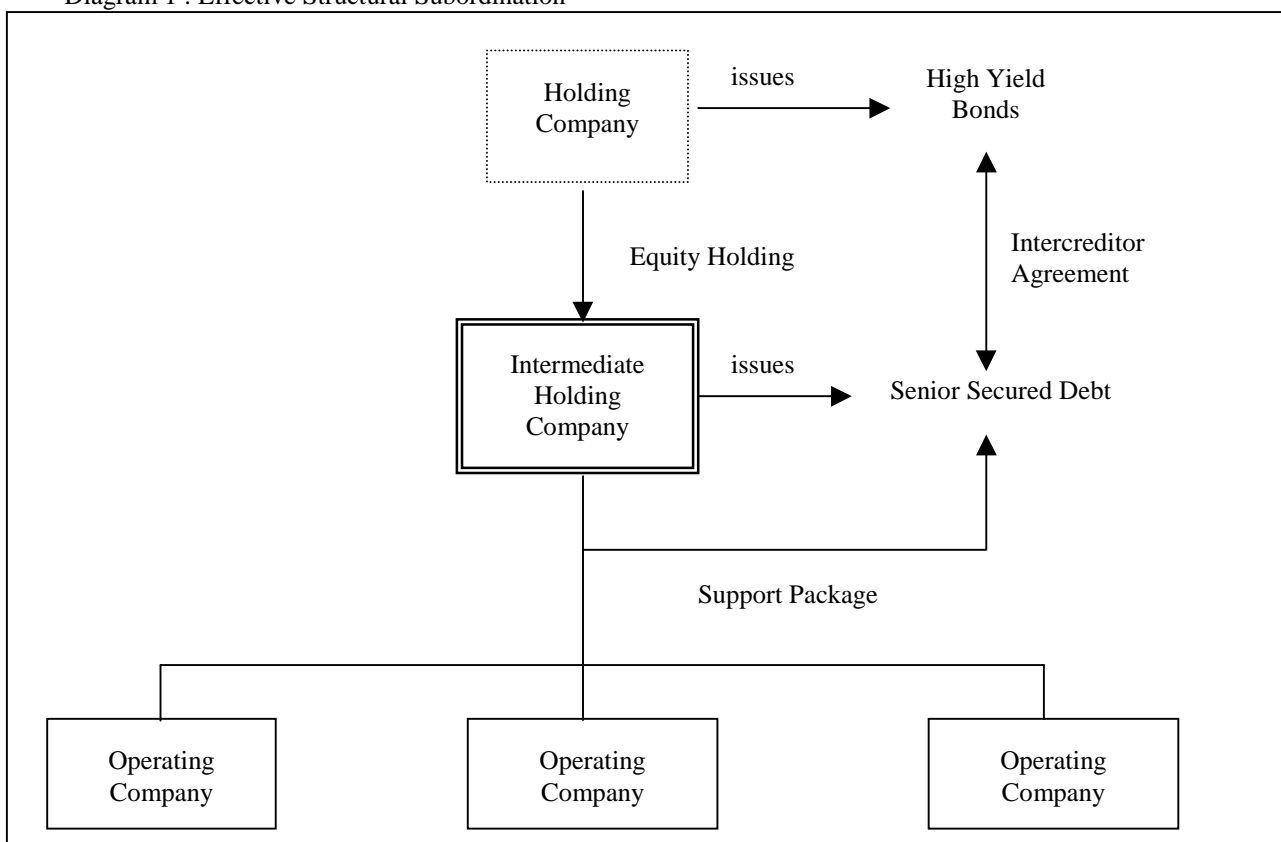 Diagram 1 : Effective Structural Subordination
Holding
Company
issues
High Yield
Bonds
Equity Holding
Intercreditor
Agreement
Intermediate
Holding
Company
issues
Senior Secured Debt
Support Package
Operating
Company
Operating
Company
Operating
Company